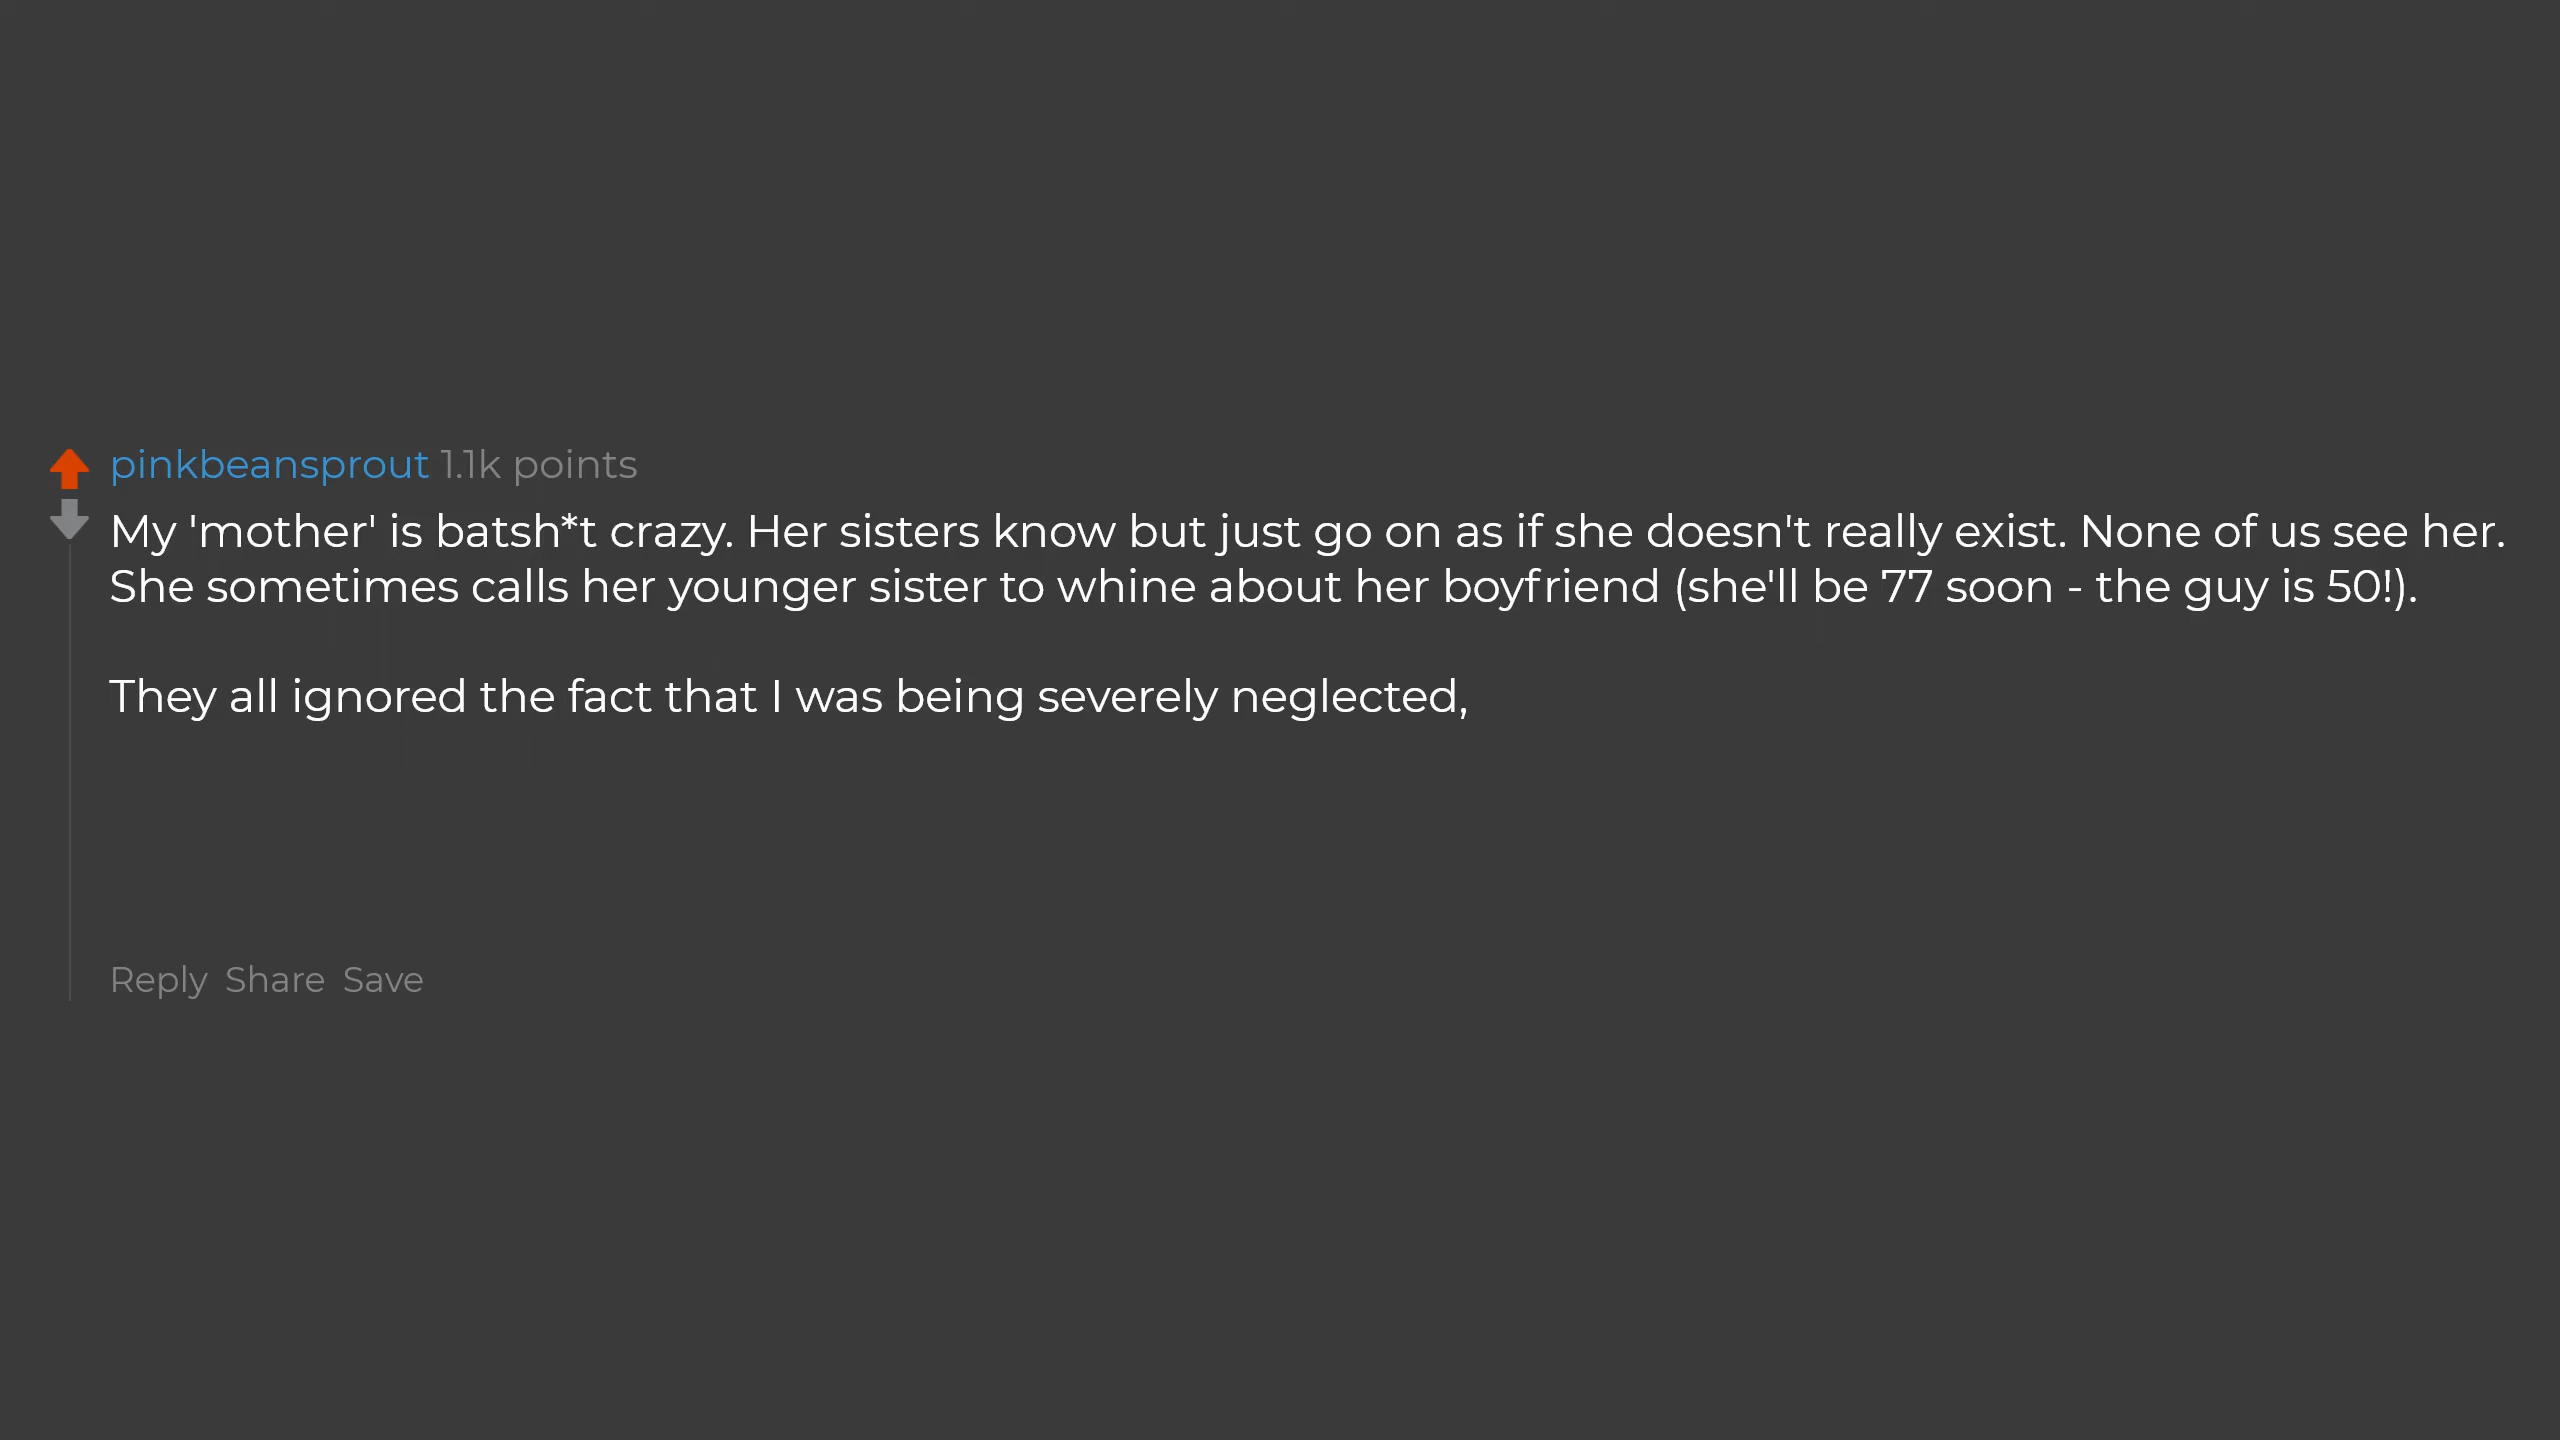 pinkbeansprout 1.1k points
My 'mother' is batsh*t crazy. Her sisters know but just go on as if she doesn't really exist. None of us see her.
She sometimes calls her younger sister to whine about her boyfriend (she'll be 77 soon - the guy is 50!).
They all ignored the fact that I was being severely neglected,
Reply Share Save